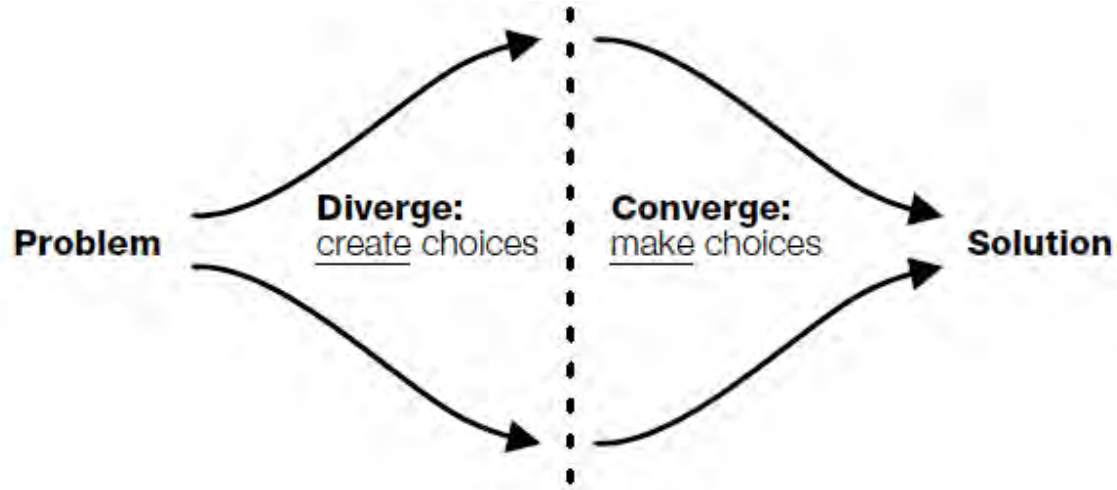 Problem
Diverge:
create choices
Converge:
make choices
Solution